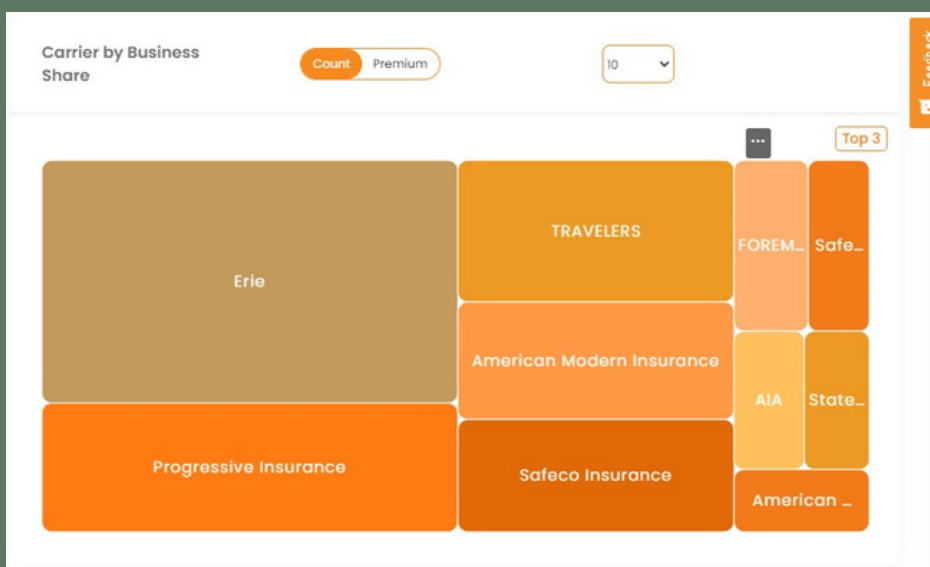 Carrier by Business
Share
Count Premium
10
Feedback
...
Top 3
Erie
TRAVELERS
FOREM...
Safe...
American Modern Insurance
AIA
State...
Progressive Insurance
Safeco Insurance
American ...